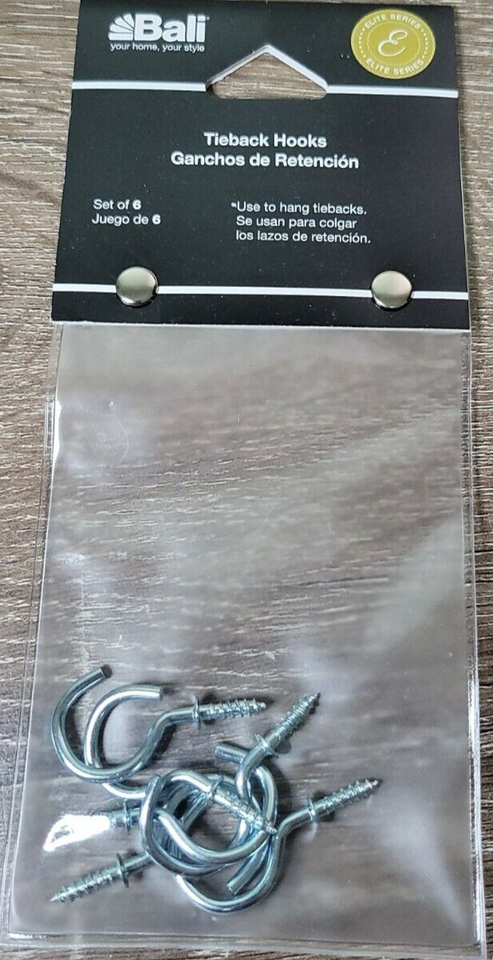 Bali
your home, your style
ELITE SERIES
E
ELITE SERIES
Tieback Hooks
Ganchos de Retención
Set of 6
Juego de 6
*Use to hang tiebacks.
Se usan para colgar
los lazos de retención.